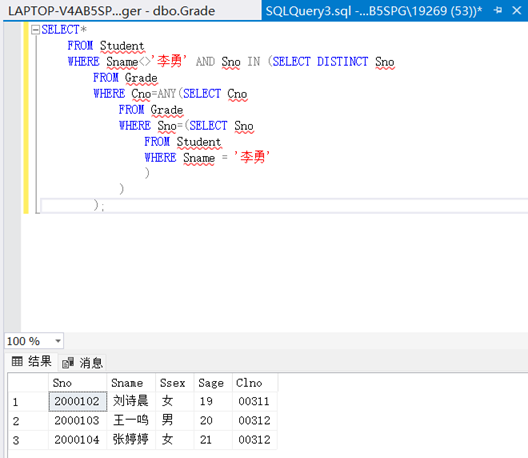 LAPTOP-V4AB5SP...ger - dbo.Grade
SQLQuery3.sql -...B5SPG\19269 (53))*
SELECT*
FROM Student
WHERE Sname<>'李勇' AND Sno IN (SELECT DISTINCT Sno
FROM Grade
WHERE Cno=ANY(SELECT Cno
FROM Grade
WHERE Sno=(SELECT Sno
FROM Student
WHERE Sname = '李勇'
)
)
);
100 %
结果 消息
Sno Sname Ssex Sage Clno
1 2000102 刘诗晨 女 19 00311
2 2000103 王一鸣 男 20 00312
3 2000104 张婷婷 女 21 00312